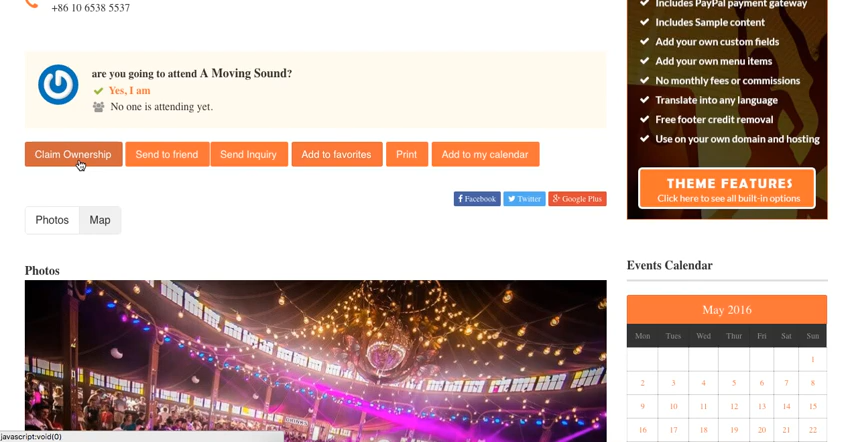 +86 10 6538 5537
are you going to attend A Moving Sound?
Yes, I am
No one is attending yet.
Claim Ownership
Send to friend
Send Inquiry
Add to favorites
Print
Add to my calendar
Facebook
Twitter
Google Plus
Photos
Map
Photos
javascript:void(0)
Includes PayPal payment gateway
Includes Sample content
Add your own custom fields
Add your own menu items
No monthly fees or commissions
Translate into any language
Free footer credit removal
Use on your own domain and hosting
THEME FEATURES
Click here to see all built-in options
Events Calendar
May 2016
Mon Tues Wed Thur Fri Sat Sun
1
2 3 4 5 6 7 8
9 10 11 12 13 14 15
16 17 18 19 20 21 22